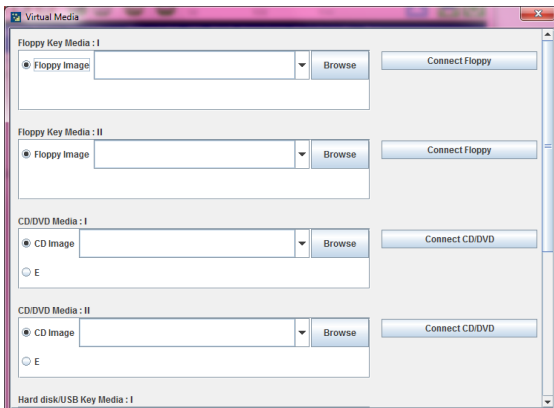 Virtual Media
Floppy Key Media : I
Floppy Image
Browse
Connect Floppy
Floppy Key Media : II
Floppy Image
Browse
Connect Floppy
CD/DVD Media : I
CD Image
Browse
Connect CD/DVD
E
CD/DVD Media : II
CD Image
Browse
Connect CD/DVD
E
Hard disk/USB Key Media : I